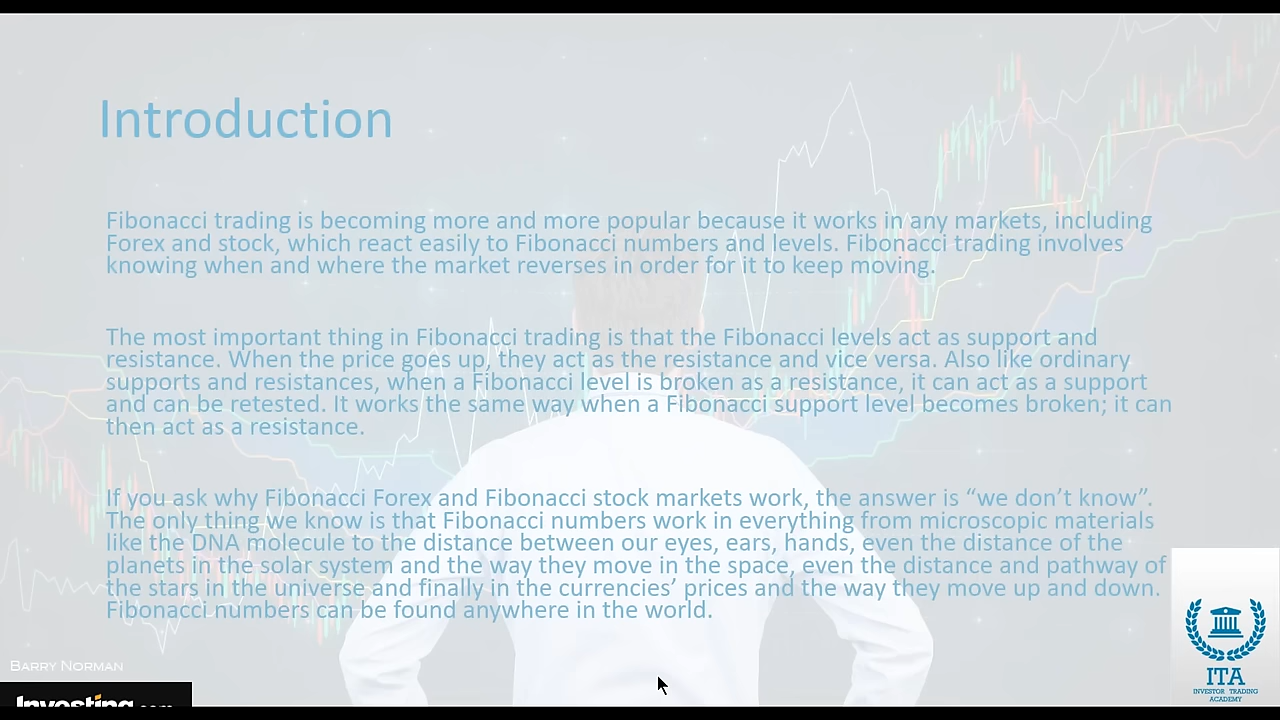 Introduction
Fibonacci trading is becoming more and more popular because it works in any markets, including
Forex and stock, which react easily to Fibonacci numbers and levels. Fibonacci trading involves
knowing when and where the market reverses in order for it to keep moving.
The most important thing in Fibonacci trading is that the Fibonacci levels act as support and
resistance. When the price goes up, they act as the resistance and vice versa. Also like ordinary
supports and resistances, when a Fibonacci level is broken as a resistance, it can act as a support
and can be retested. It works the same way when a Fibonacci support level becomes broken; it can
then act as a resistance.
If you ask why Fibonacci Forex and Fibonacci stock markets work, the answer is “we don’t know”.
The only thing we know is that Fibonacci numbers work in everything from microscopic materials
like the DNA molecule to the distance between our eyes, ears, hands, even the distance of the
planets in the solar system and the way they move in the space, even the distance and pathway of
the stars in the universe and finally in the currencies’ prices and the way they move up and down.
Fibonacci numbers can be found anywhere in the world.
Barry Norman
Investing.com
ITA
INVESTOR TRADING
ACADEMY